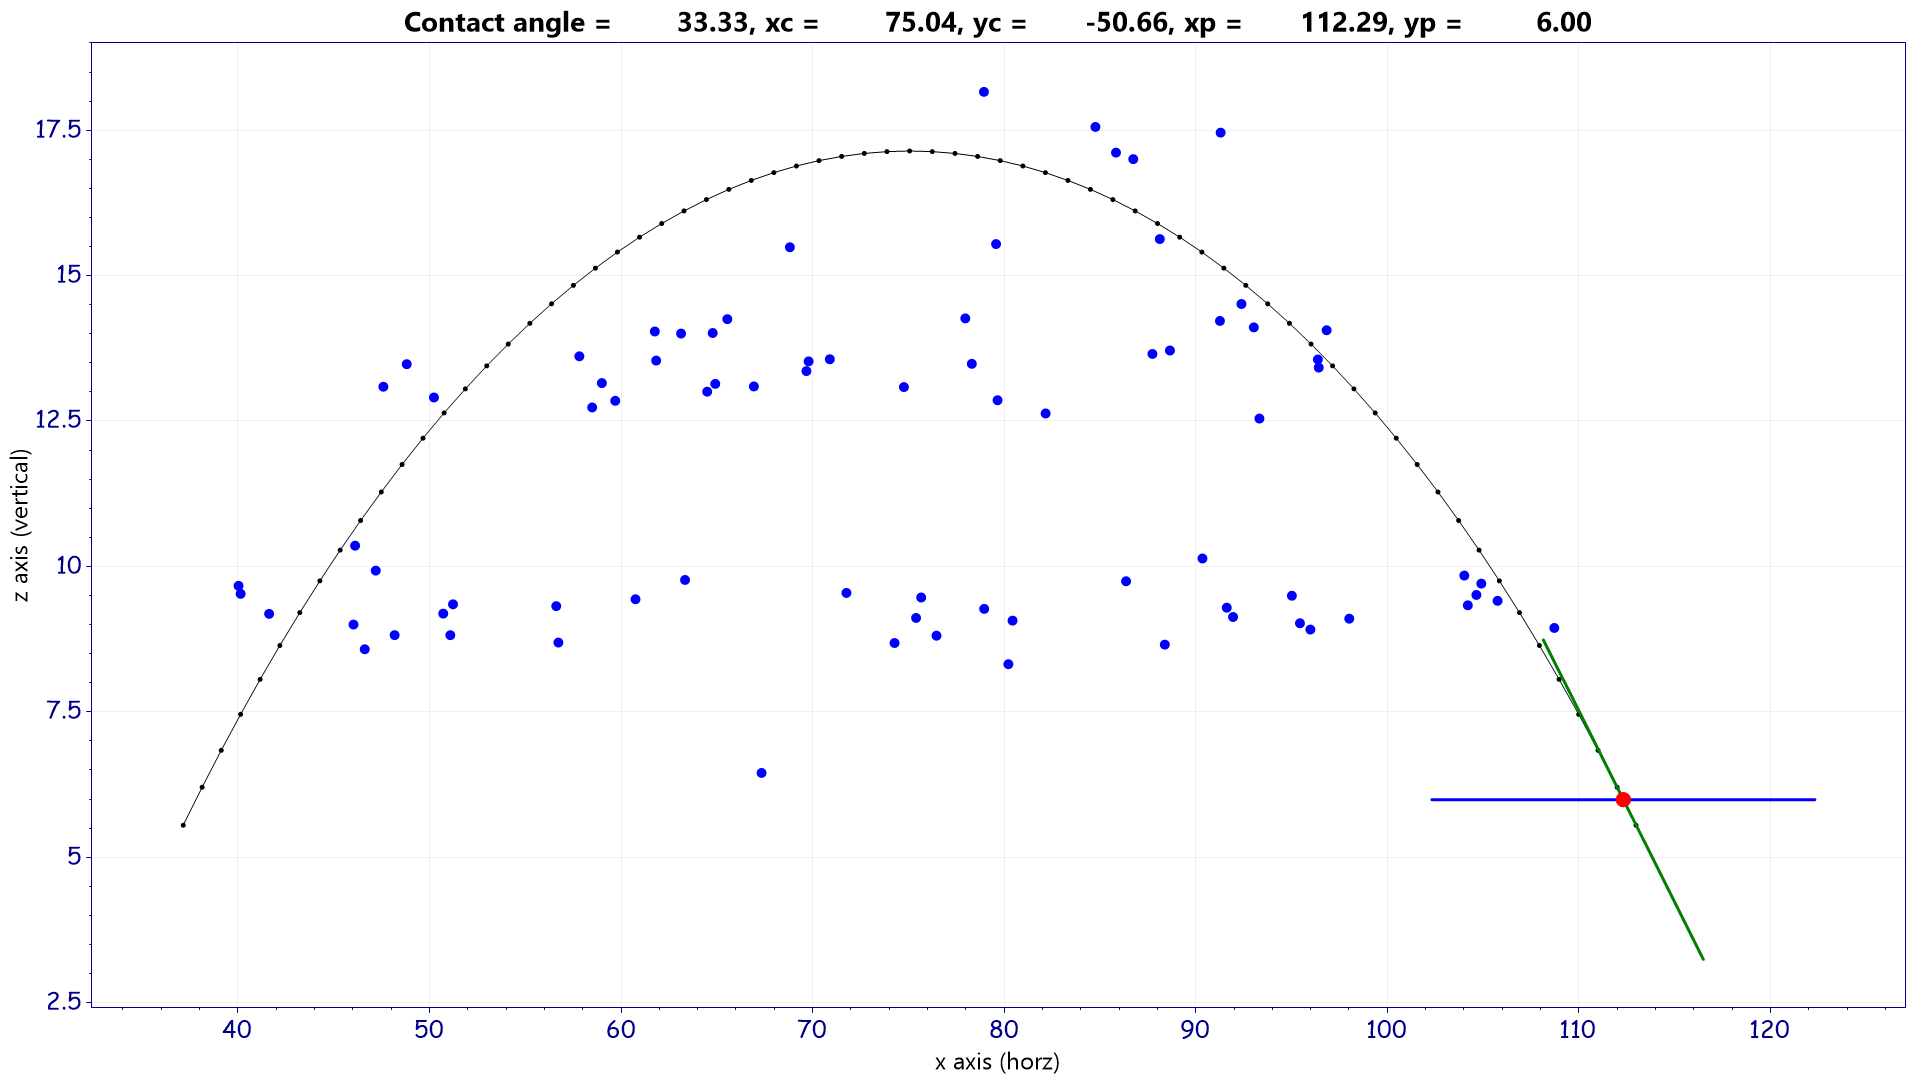 Contact angle = 33.33, xc = 75.04, yc = -50.66, xp = 112.29, yp = 6.00
17.5
15
12.5
10
7.5
5
2.5
z axis (vertical)
40 50 60 70 80 90 100 110 120
x axis (horz)